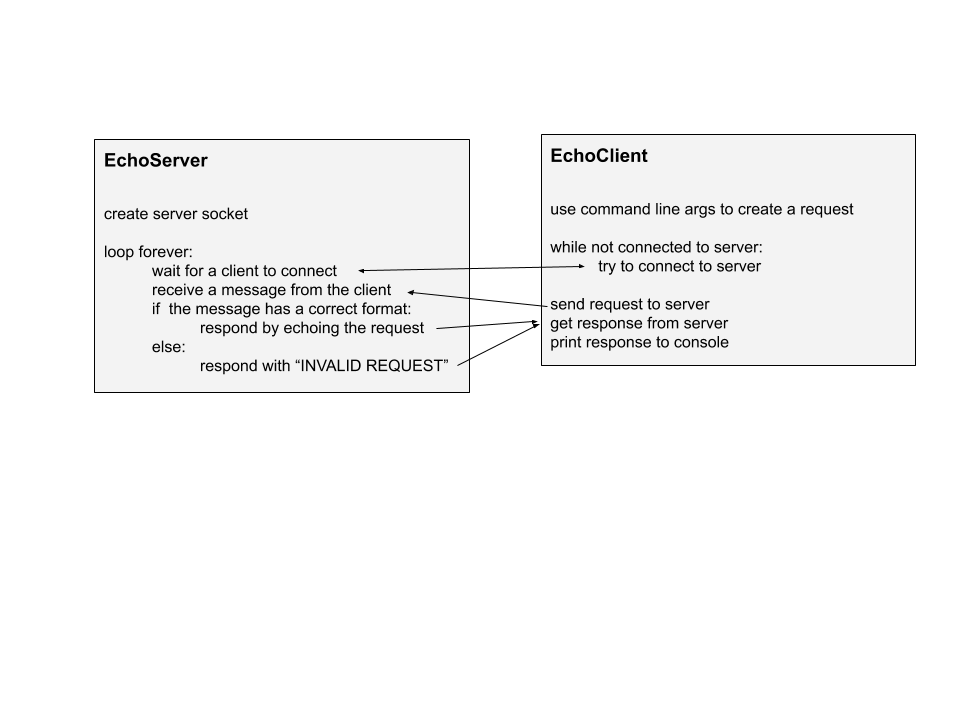 EchoServer
create server socket
loop forever:
wait for a client to connect
receive a message from the client
if  the message has a correct format:
respond by echoing the request
else:
respond with “INVALID REQUEST”
EchoClient
use command line args to create a request
while not connected to server:
try to connect to server
send request to server
get response from server
print response to console